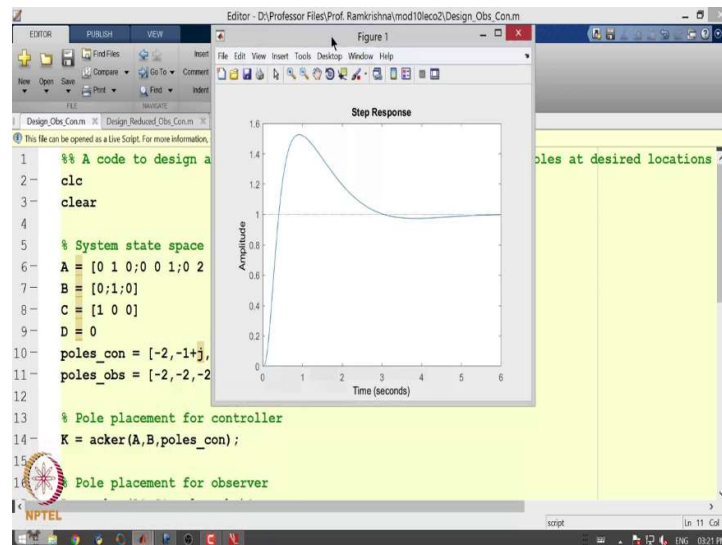 Editor - D:\Professor Files\Prof. Ramkrishna\mod10leco2\Design_Obs_Con.m
EDITOR PUBLISH VIEW
New Open Save
Find Files
Compare
Print
Go To
Find
Insert
Comment
Indent
FILE NAVIGATE
Design_Obs_Con.m Design_Reduced_Obs_Con.m
This file can be opened as a Live Script. For more information,
1 %% A code to design a
oles at desired locations
2 clc
3 clear
4
5 % System state space
6 A = [0 1 0;0 0 1;0 2
7 B = [0;1;0]
8 C = [1 0 0]
9 D = 0
10 poles_con = [-2,-1+j,
11 poles_obs = [-2,-2,-2
12
13 % Pole placement for controller
14 K = acker(A,B,poles_con);
15
16 % Pole placement for observer
Figure 1
File Edit View Insert Tools Desktop Window Help
Step Response
Amplitude
1.6
1.4
1.2
1
0.8
0.6
0.4
0.2
0
0 1 2 3 4 5 6
Time (seconds)
NPTEL
script Ln 11 Col
ENG 03:21 PM